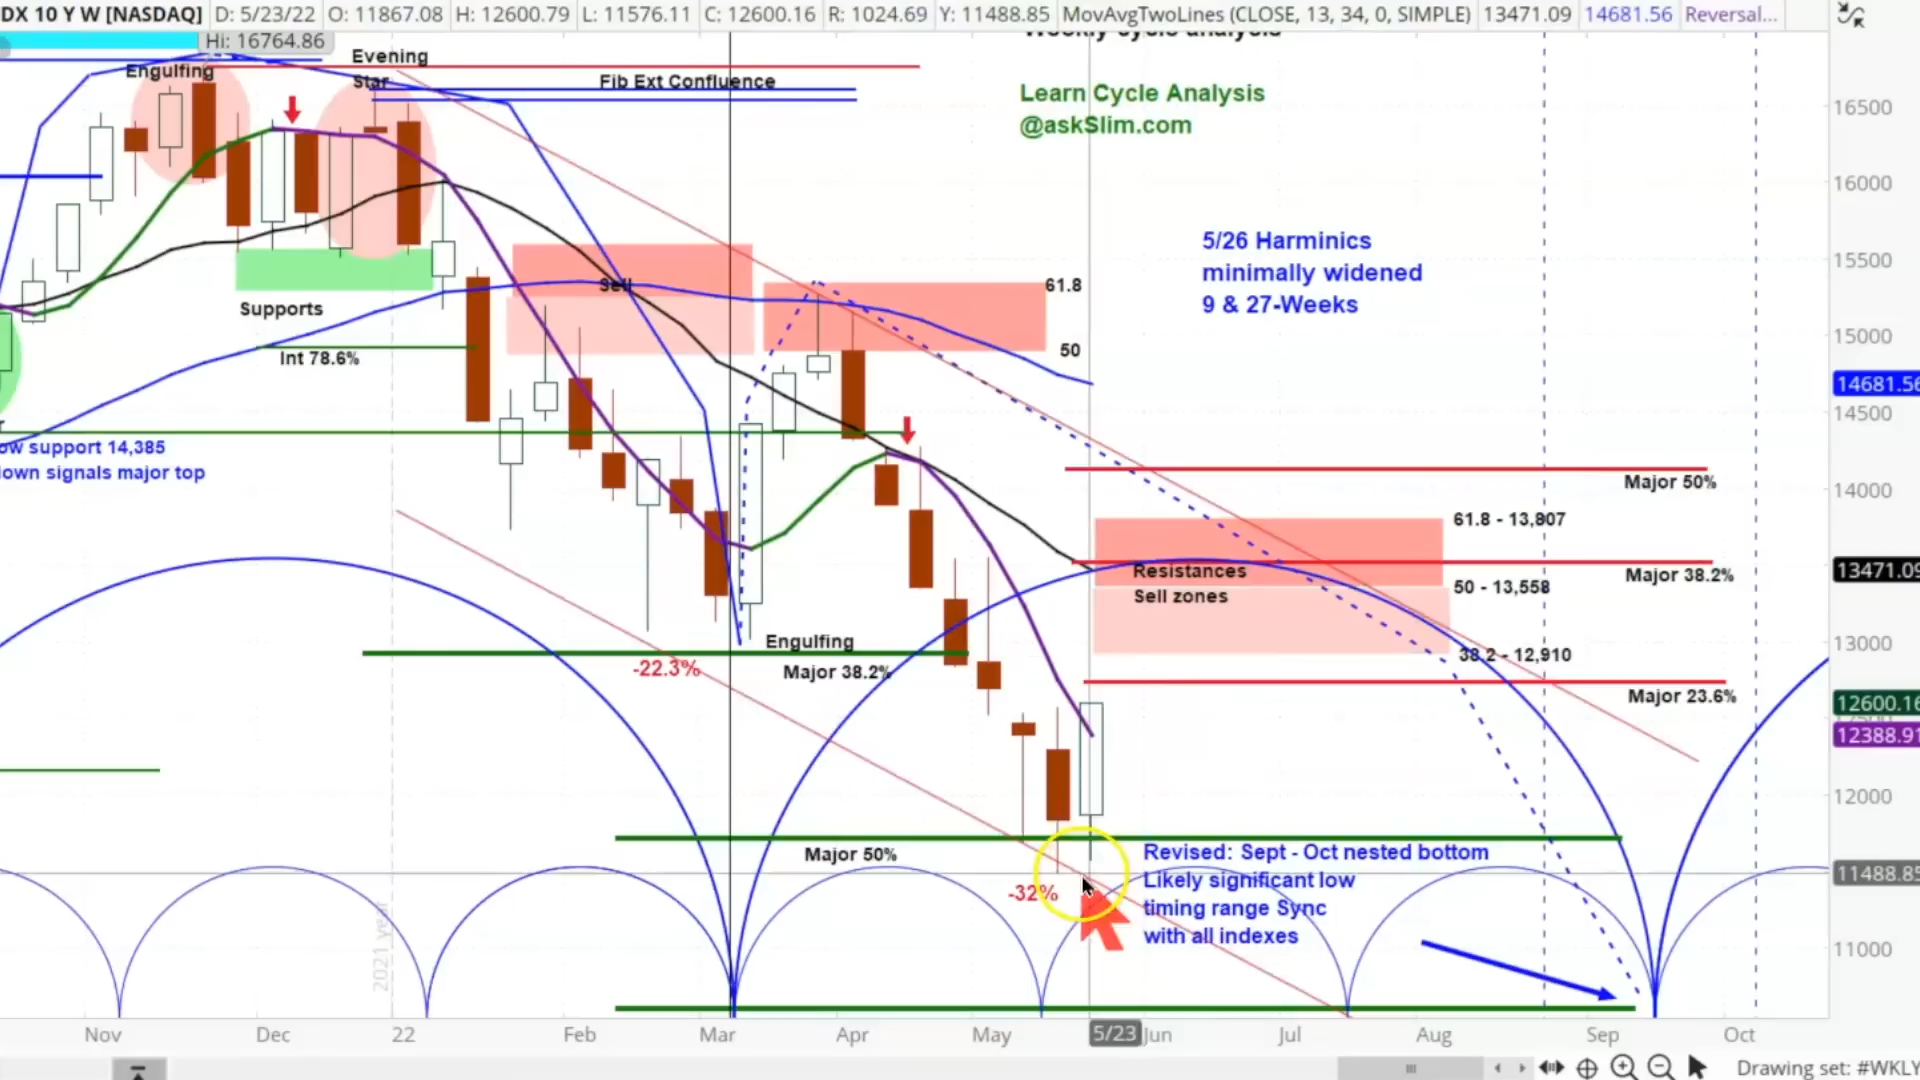 DX 10 Y W [NASDAQ] D: 5/23/22 O: 11867.08 H: 12600.79 L: 11576.11 C: 12600.16 R: 1024.69 Y: 11488.85 MovAvgTwoLines (CLOSE, 13, 34, 0, SIMPLE) 13471.09 14681.56 Reversal...
Hi: 16764.86
Weekly cycle analysis
Evening
Star
Engulfing
Fib Ext Confluence
Learn Cycle Analysis
@askSlim.com
16500
16000
5/26 Harminics
minimally widened
9 & 27-Weeks
15500
Sell
61.8
Supports
15000
50
Int 78.6%
14681.56
14500
ow support 14,385
down signals major top
Major 50%
14000
61.8 - 13,807
13471.09
Resistances
Major 38.2%
50 - 13,558
Sell zones
Engulfing
13000
38.2 - 12,910
-22.3%
Major 38.2%
Major 23.6%
12600.16
12388.91
12000
Major 50%
Revised: Sept - Oct nested bottom
Likely significant low
timing range Sync
with all indexes
-32%
11488.85
11000
2021 year
Nov Dec 22 Feb Mar Apr May 5/23 Jun Jul Aug Sep Oct
Drawing set: #WKLY